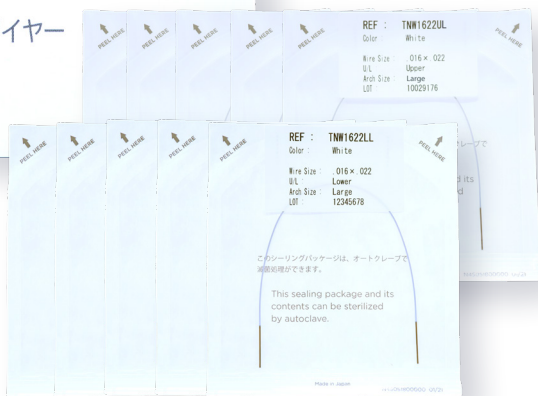 イヤー
PEEL HERE
PEEL HERE
PEEL HERE
PEEL HERE
PEEL HERE
REF : TNW1622UL
Color : White
Wire Size : .016 × .022
U/L : Upper
Arch Size : Large
LOT : 10029176
PEEL HERE
PEEL HERE
PEEL HERE
PEEL HERE
PEEL HERE
REF : TNW1622LL
Color : White
Wire Size : .016 × .022
U/L : Lower
Arch Size : Large
LOT : 12345678
PEEL HERE
このシーリングパッケージは、オートクレーブで
滅菌処理ができます。
This sealing package and its
contents can be sterilized
by autoclave.
Made in Japan
レーブで
d its
d